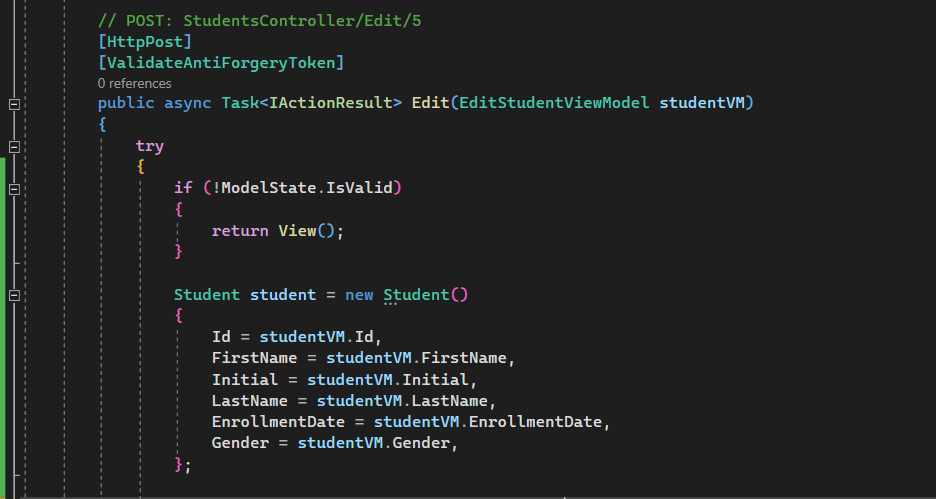 // POST: StudentsController/Edit/5
[HttpPost]
[ValidateAntiForgeryToken]
0 references
public async Task<IActionResult> Edit(EditStudentViewModel studentVM)
{
try
{
if (!ModelState.IsValid)
{
return View();
}
Student student = new Student()
{
Id = studentVM.Id,
FirstName = studentVM.FirstName,
Initial = studentVM.Initial,
LastName = studentVM.LastName,
EnrollmentDate = studentVM.EnrollmentDate,
Gender = studentVM.Gender,
};